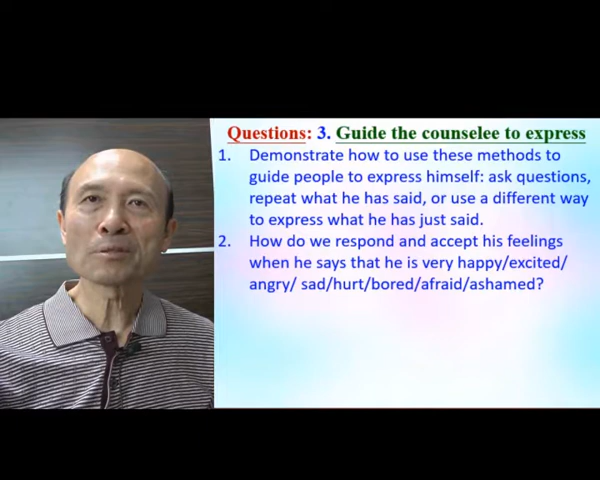 Questions: 3. Guide the counselee to express
1. Demonstrate how to use these methods to
guide people to express himself: ask questions,
repeat what he has said, or use a different way
to express what he has just said.
2. How do we respond and accept his feelings
when he says that he is very happy/excited/
angry/ sad/hurt/bored/afraid/ashamed?